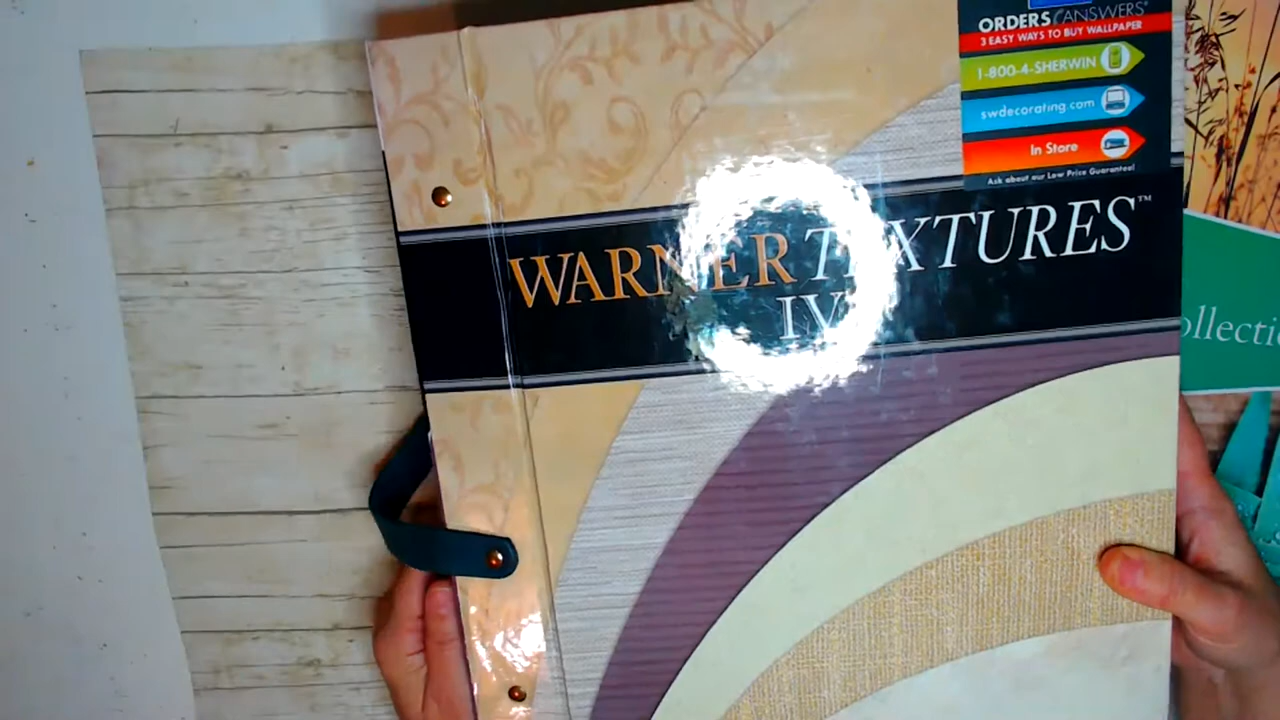 ORDERS & ANSWERS
3 EASY WAYS TO BUY WALLPAPER
1-800-4-SHERWIN
swdecorating.com
In Store
Ask about our Low Price Guarantee!
WARNER TEXTURES™
IV